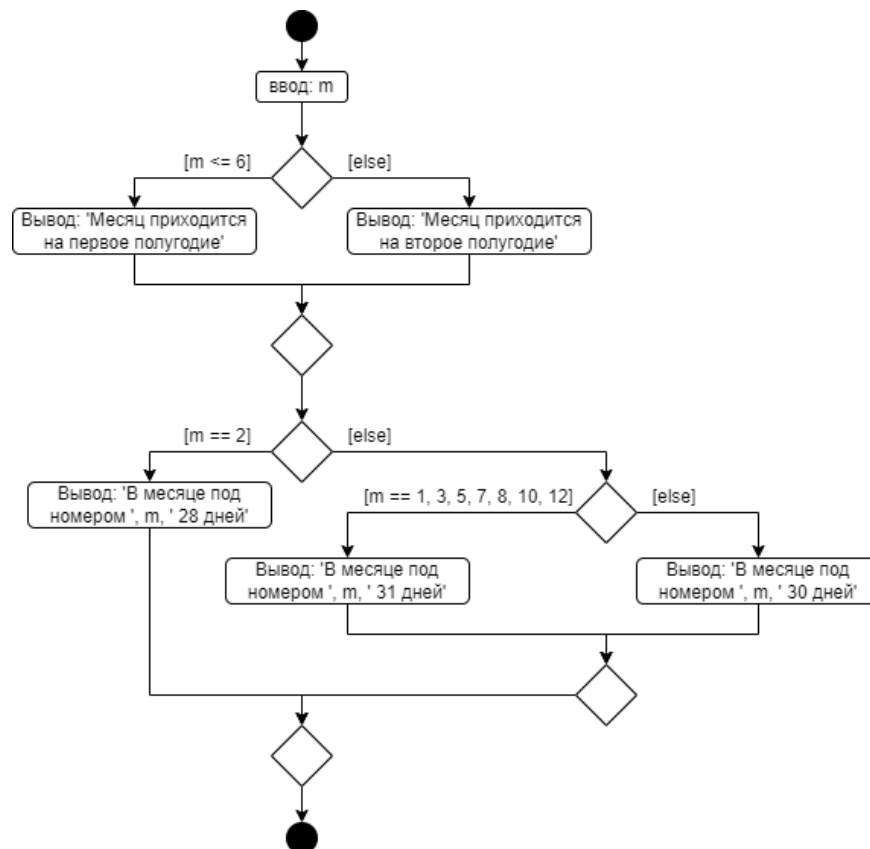 ввод: m
[m <= 6]
[else]
Вывод: 'Месяц приходится
на первое полугодие'
Вывод: 'Месяц приходится
на второе полугодие'
[m == 2]
[else]
Вывод: 'В месяце под
номером ', m, ' 28 дней'
[m == 1, 3, 5, 7, 8, 10, 12]
[else]
Вывод: 'В месяце под
номером ', m, ' 31 дней'
Вывод: 'В месяце под
номером ', m, ' 30 дней'